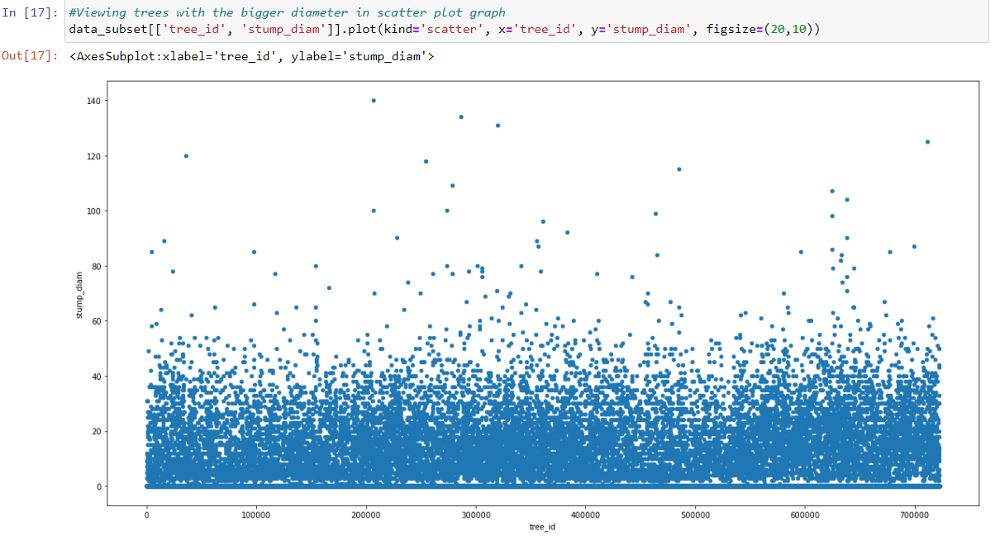 In [17]: #Viewing trees with the bigger diameter in scatter plot graph
data_subset[['tree_id', 'stump_diam']].plot(kind='scatter', x='tree_id', y='stump_diam', figsize=(20,10))
Out[17]: <AxesSubplot:xlabel='tree_id', ylabel='stump_diam'>
140
120
100
80
60
40
20
0
stump_diam
0 100000 200000 300000 400000 500000 600000 700000
tree_id